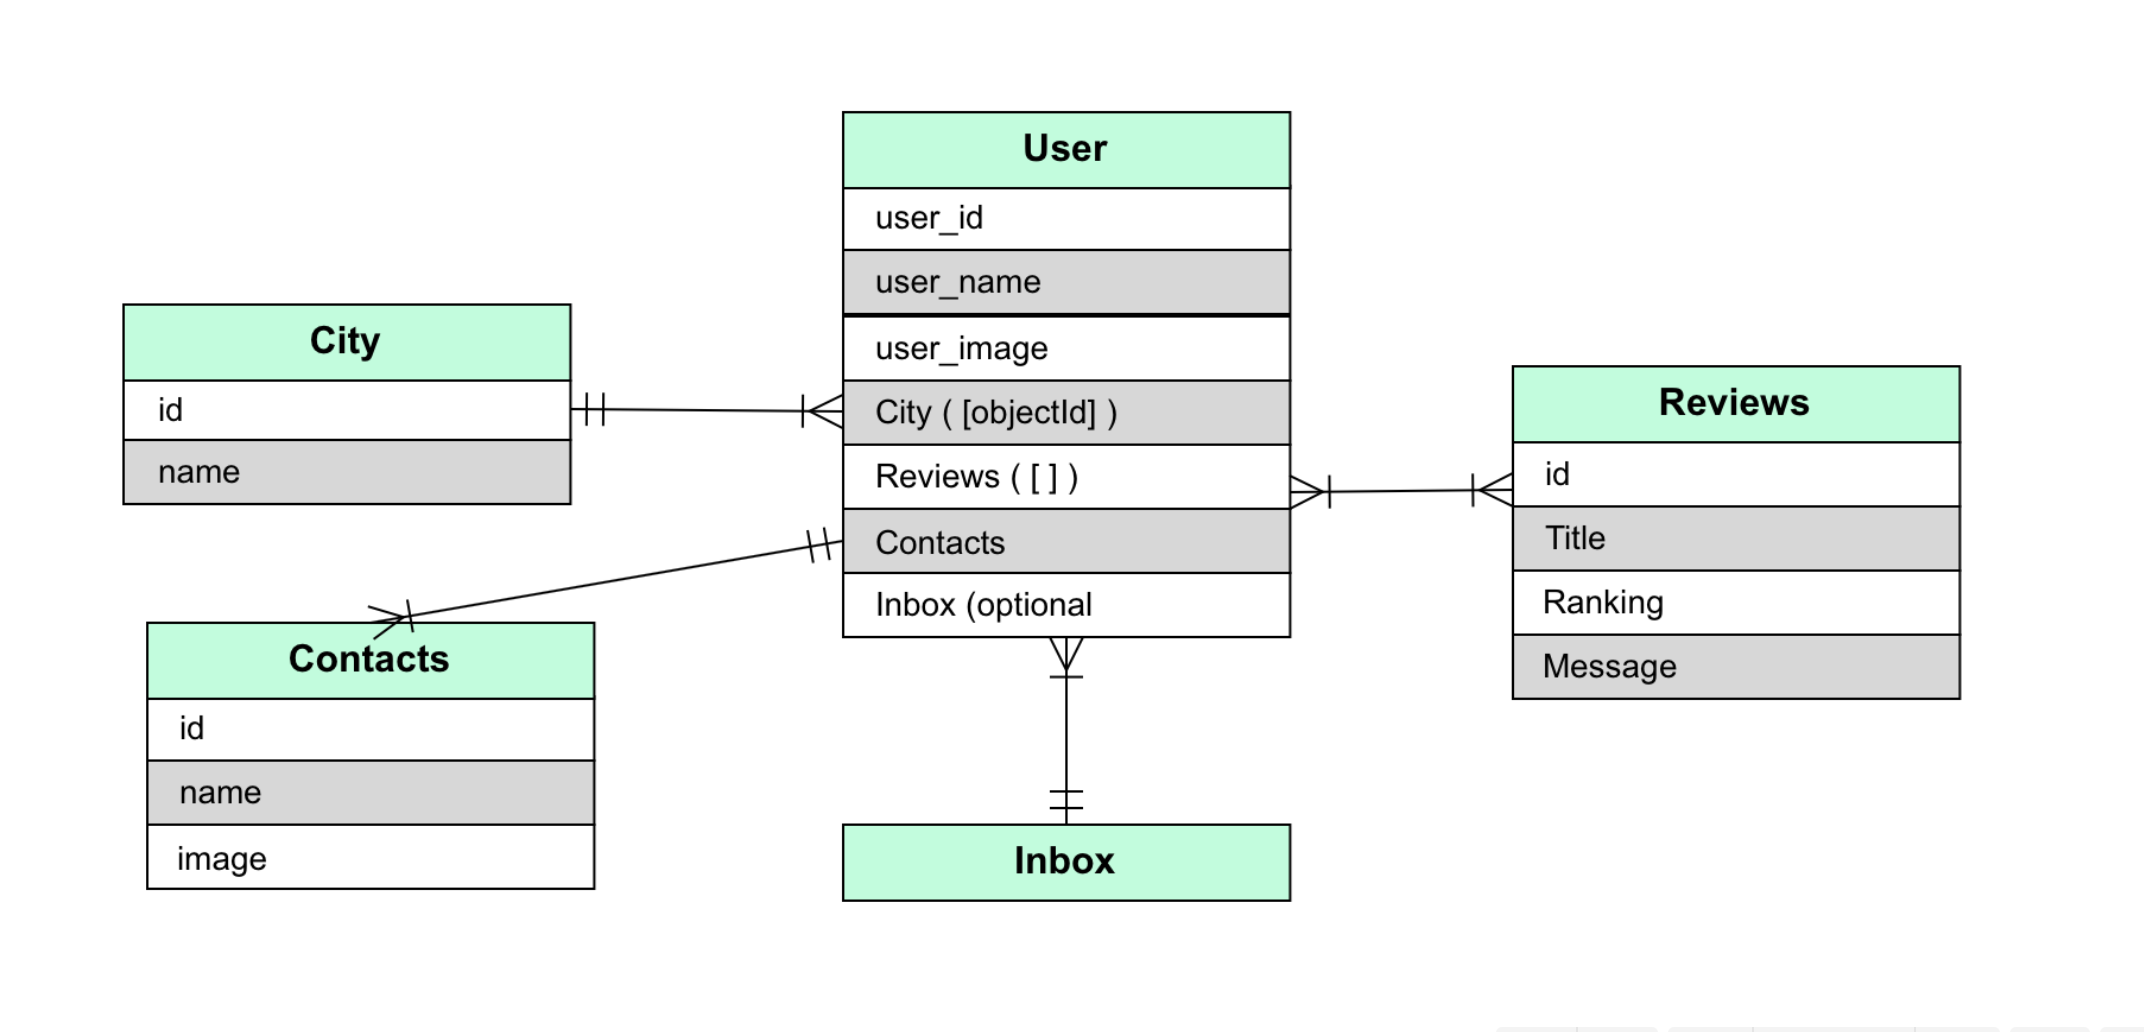 User
user_id
user_name
user_image
City ( [objectId] )
Reviews ( [ ] )
Contacts
Inbox (optional
City
id
name
Reviews
id
Title
Ranking
Message
Contacts
id
name
image
Inbox